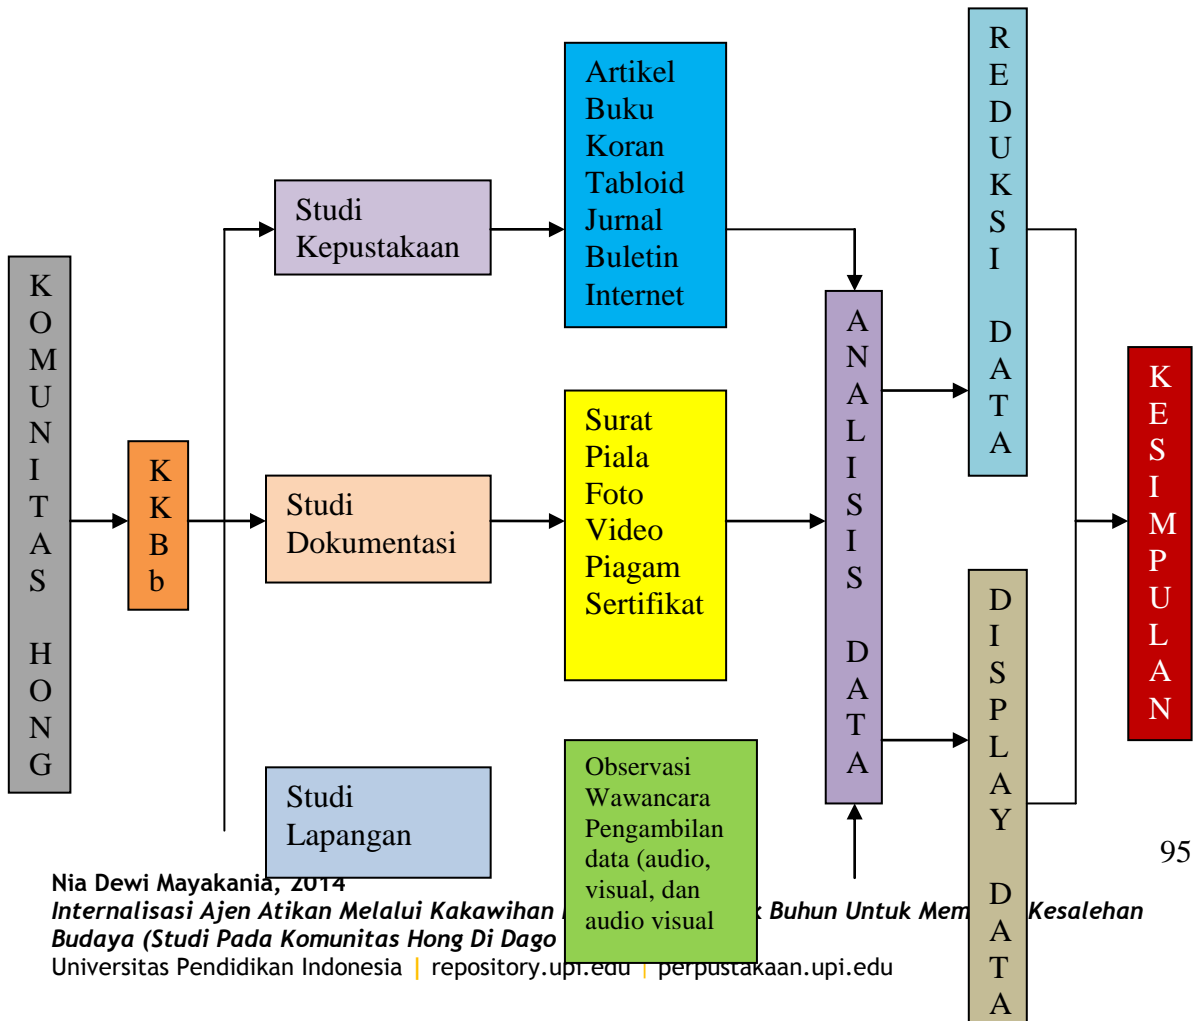 KOMUNITAS HONG
KKBb
Studi
Kepustakaan
Artikel
Buku
Koran
Tabloid
Jurnal
Buletin
Internet
Studi
Dokumentasi
Surat
Piala
Foto
Video
Piagam
Sertifikat
Studi
Lapangan
Observasi
Wawancara
Pengambilan
data (audio,
visual, dan
audio visual
ANALISIS DATA
REDUKSI DATA
DISPLAY DATA
KESIMPULAN
95
Nia Dewi Mayakania, 2014
Internalisasi Ajen Atikan Melalui Kakawihan Buhun Untuk Kesalehan
Budaya (Studi Pada Komunitas Hong Di Dago
Universitas Pendidikan Indonesia | repository.upi.edu | perpustakaan.upi.edu